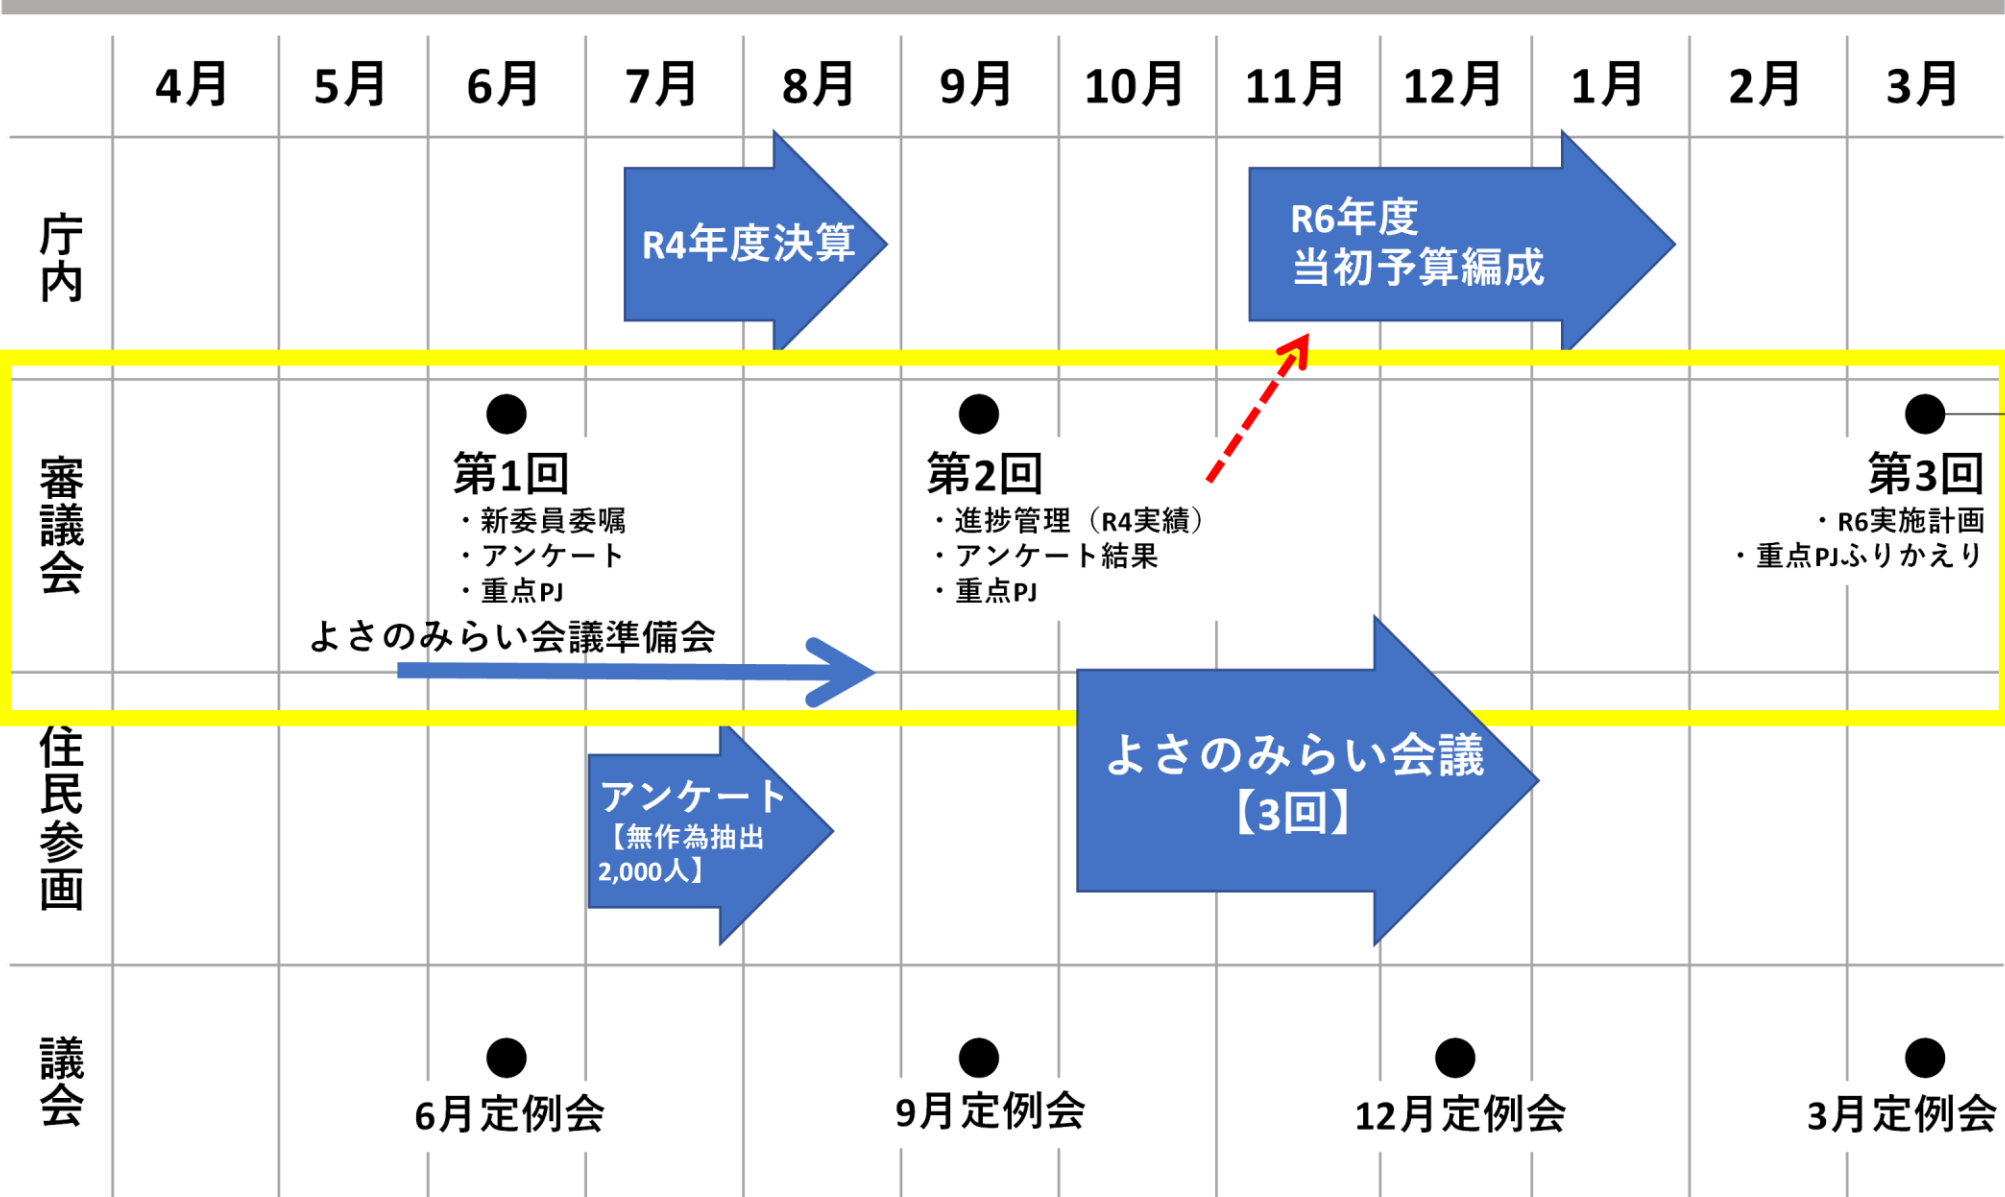 4月 5月 6月 7月 8月 9月 10月 11月 12月 1月 2月 3月
庁内
R4年度決算
R6年度
当初予算編成
審議会
第1回
・新委員委嘱
・アンケート
・重点PJ
第2回
・進捗管理（R4実績）
・アンケート結果
・重点PJ
第3回
・R6実施計画
・重点PJふりかえり
よさのみらい会議準備会
住民参画
アンケート
【無作為抽出
2,000人】
よさのみらい会議
【3回】
議会
6月定例会
9月定例会
12月定例会
3月定例会